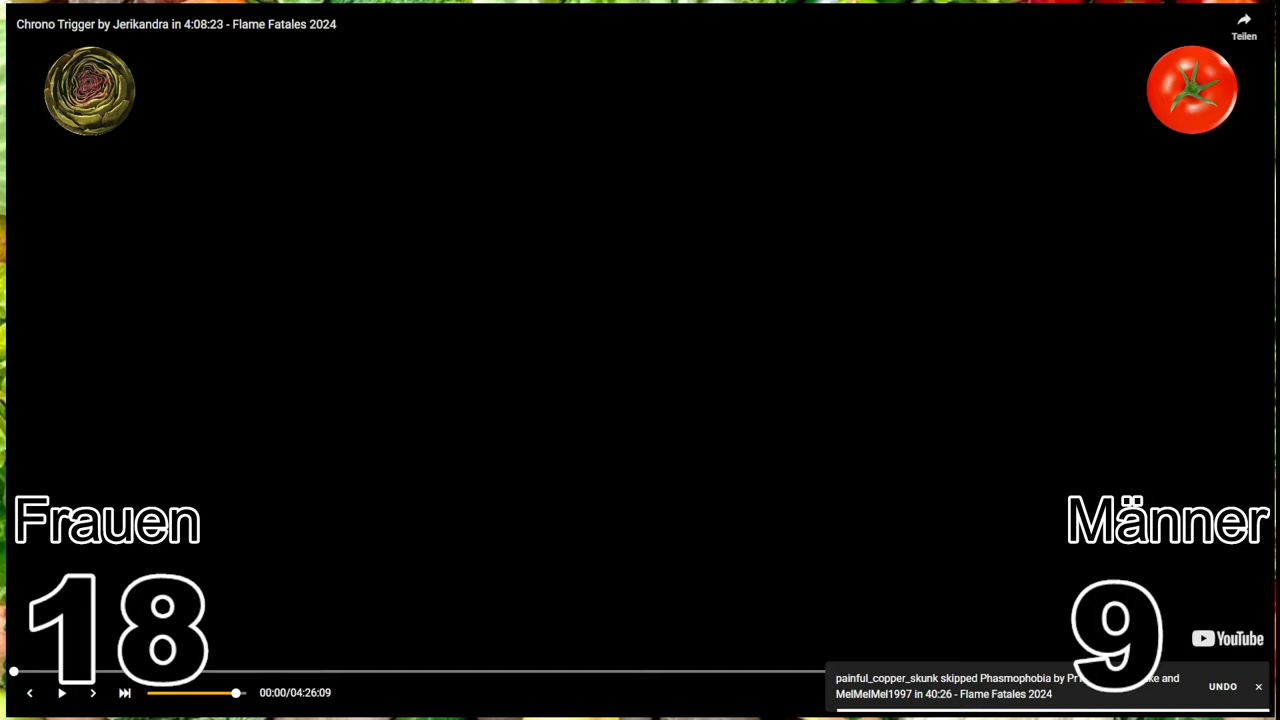 Chrono Trigger by Jerikandra in 4:08:23 - Flame Fatales 2024
Teilen
Frauen
Männer
18
9
YouTube
00:00/04:26:09
painful_copper_skunk skipped Phasmophobia by and
MelMelMel1997 in 40:26 - Flame Fatales 2024
UNDO